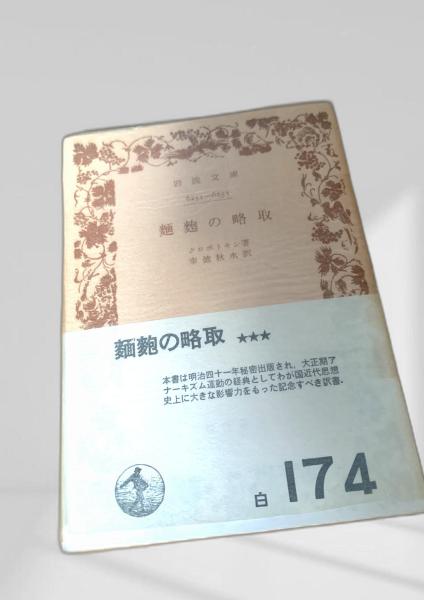 岩波文庫
麺麭の略取
クロポトキン著
幸徳秋水訳
麺麭の略取 ★★★
本書は明治四十一年秘密出版され、大正期ア
ナーキズム運動の経典としてわが国近代思想
史上に大きな影響力をもった記念すべき訳書.
白 174